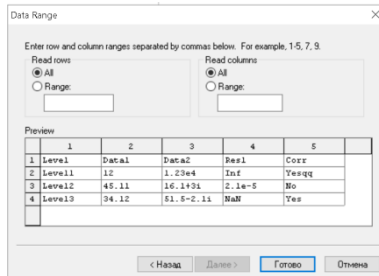 Data Range
Enter row and column ranges separated by commas below. For example, 1-5, 7, 9.
Read rows
All
Range:
Read columns
All
Range:
Preview
1 2 3 4 5
1 Level Data1 Data2 Res1 Corr
2 Level1 12 1.23e4 Inf Yesqq
3 Level2 45.11 16.1+3i 2.1e-5 No
4 Level3 34.12 51.5-2.1i NaN Yes
< Назад Далее > Готово Отмена